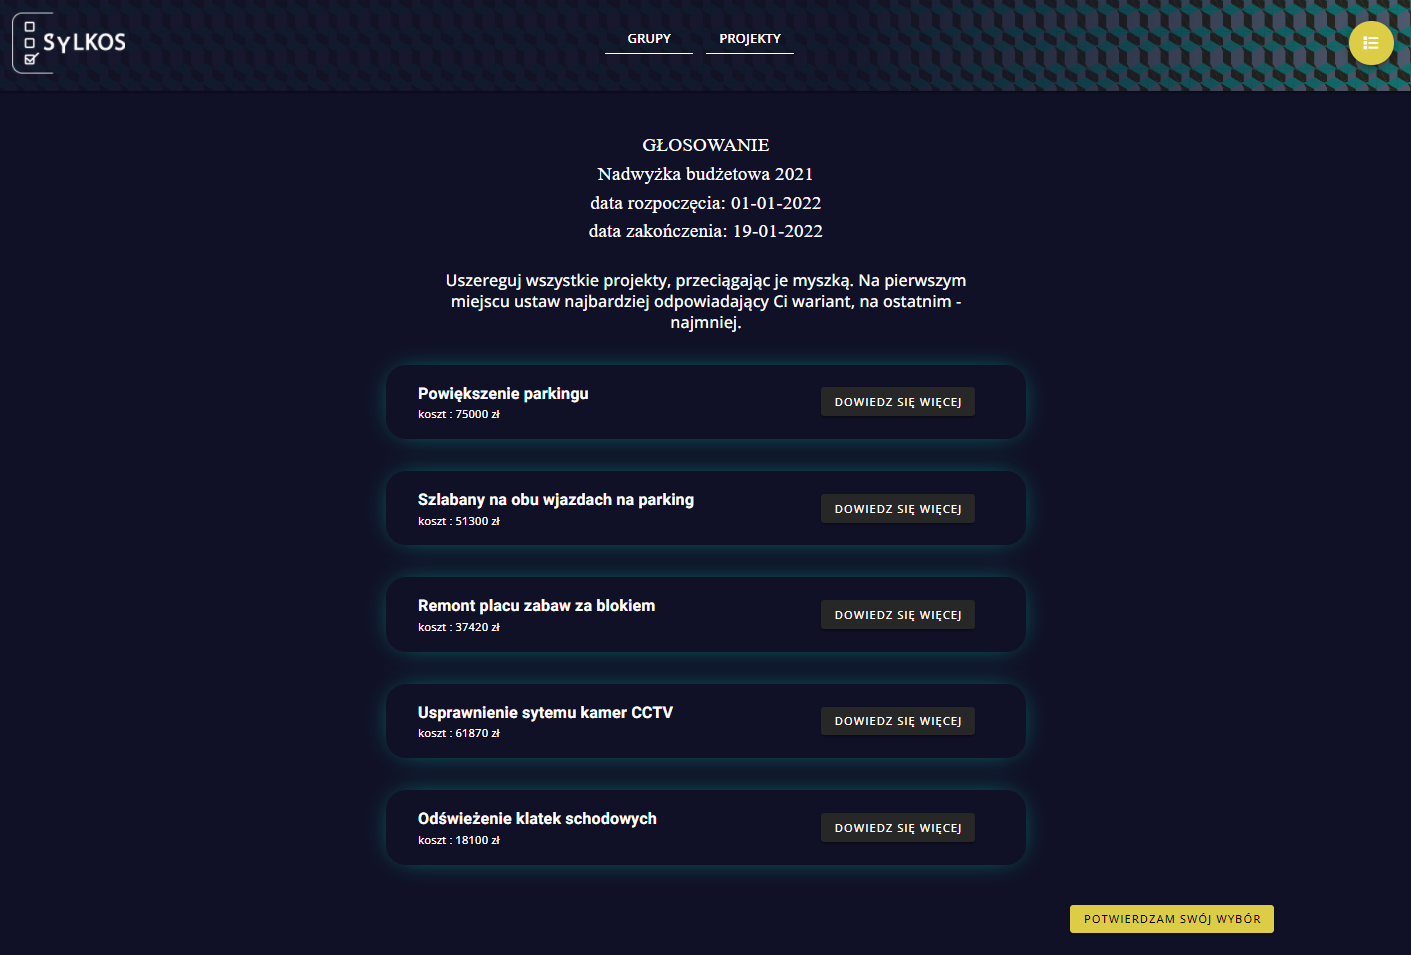 SYLKOS
GRUPY
PROJEKTY
GŁOSOWANIE
Nadwyżka budżetowa 2021
data rozpoczęcia: 01-01-2022
data zakończenia: 19-01-2022
Uszereguj wszystkie projekty, przeciągając je myszką. Na pierwszym
miejscu ustaw najbardziej odpowiadający Ci wariant, na ostatnim -
najmniej.
Powiększenie parkingu
koszt : 75000 zł
DOWIEDZ SIĘ WIĘCEJ
Szlabany na obu wjazdach na parking
koszt : 51300 zł
DOWIEDZ SIĘ WIĘCEJ
Remont placu zabaw za blokiem
koszt : 37420 zł
DOWIEDZ SIĘ WIĘCEJ
Usprawnienie sytemu kamer CCTV
koszt : 61870 zł
DOWIEDZ SIĘ WIĘCEJ
Odświeżenie klatek schodowych
koszt : 18100 zł
DOWIEDZ SIĘ WIĘCEJ
POTWIERDZAM SWÓJ WYBÓR